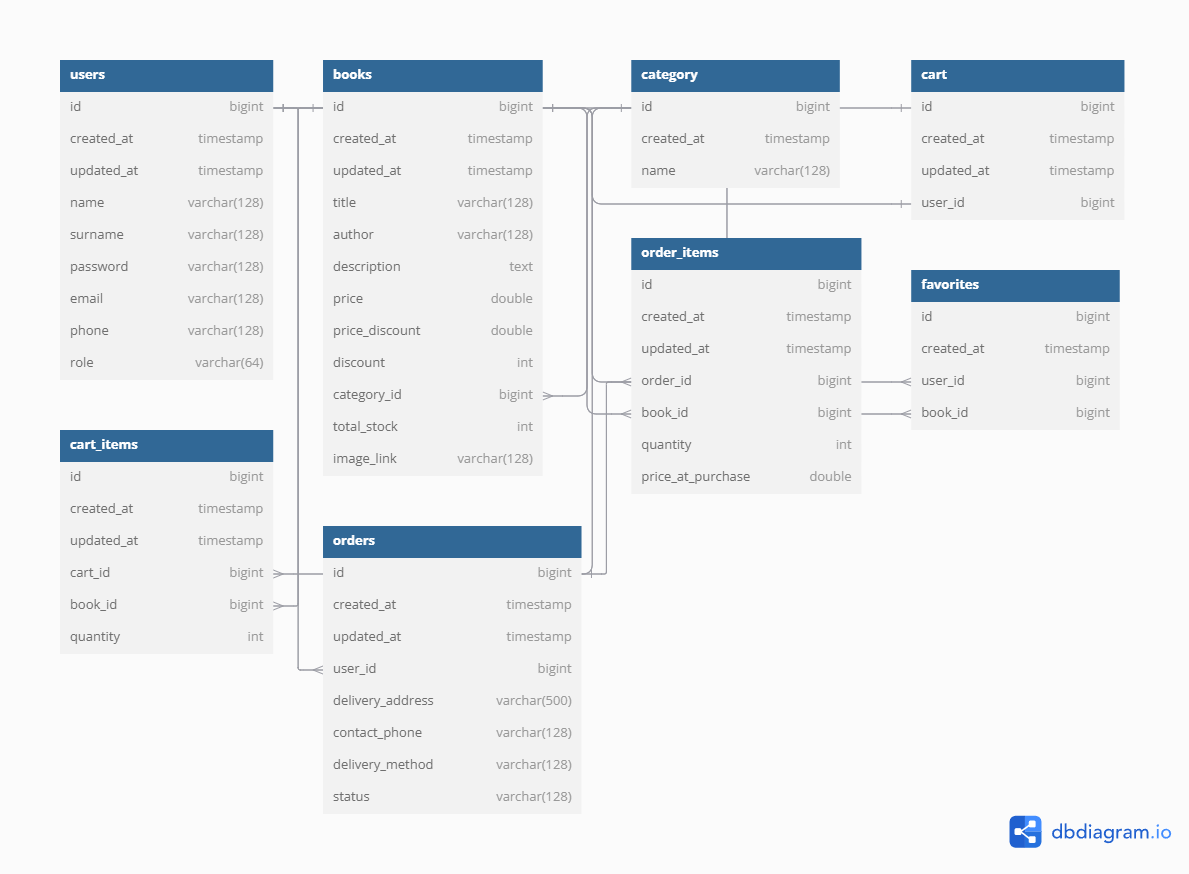 users
id bigint
created_at timestamp
updated_at timestamp
name varchar(128)
surname varchar(128)
password varchar(128)
email varchar(128)
phone varchar(128)
role varchar(64)
books
id bigint
created_at timestamp
updated_at timestamp
title varchar(128)
author varchar(128)
description text
price double
price_discount double
discount int
category_id bigint
total_stock int
image_link varchar(128)
category
id bigint
created_at timestamp
name varchar(128)
cart
id bigint
created_at timestamp
updated_at timestamp
user_id bigint
order_items
id bigint
created_at timestamp
updated_at timestamp
order_id bigint
book_id bigint
quantity int
price_at_purchase double
favorites
id bigint
created_at timestamp
user_id bigint
book_id bigint
cart_items
id bigint
created_at timestamp
updated_at timestamp
cart_id bigint
book_id bigint
quantity int
orders
id bigint
created_at timestamp
updated_at timestamp
user_id bigint
delivery_address varchar(500)
contact_phone varchar(128)
delivery_method varchar(128)
status varchar(128)
dbdiagram.io